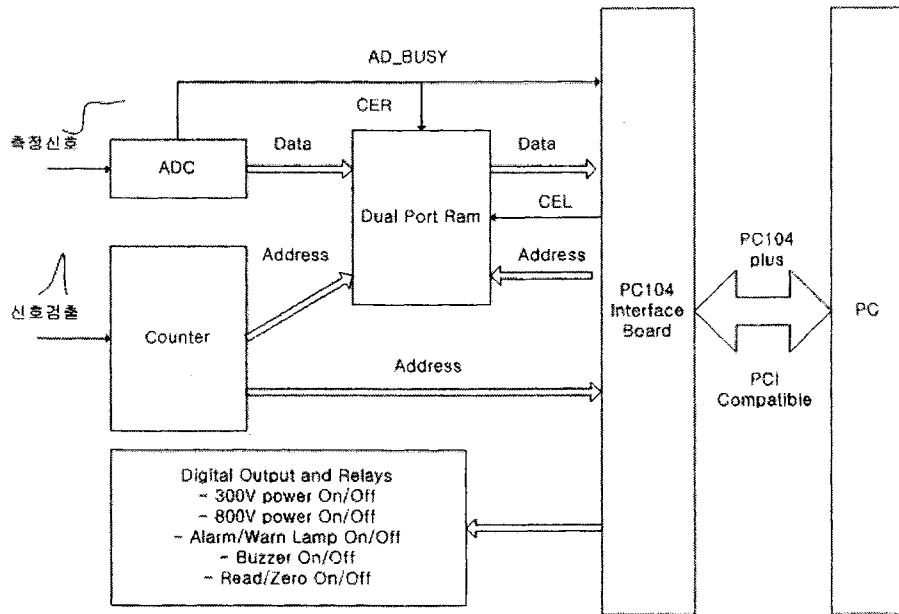 AD_BUSY
CER
측정신호
ADC
Data
Dual Port Ram
Data
CEL
Address
Address
신호검출
Counter
Address
PC104
Interface
Board
PC104
plus
PCI
Compatible
PC
Digital Output and Relays
- 300V power On/Off
- 800V power On/Off
- Alarm/Warn Lamp On/Off
- Buzzer On/Off
- Read/Zero On/Off